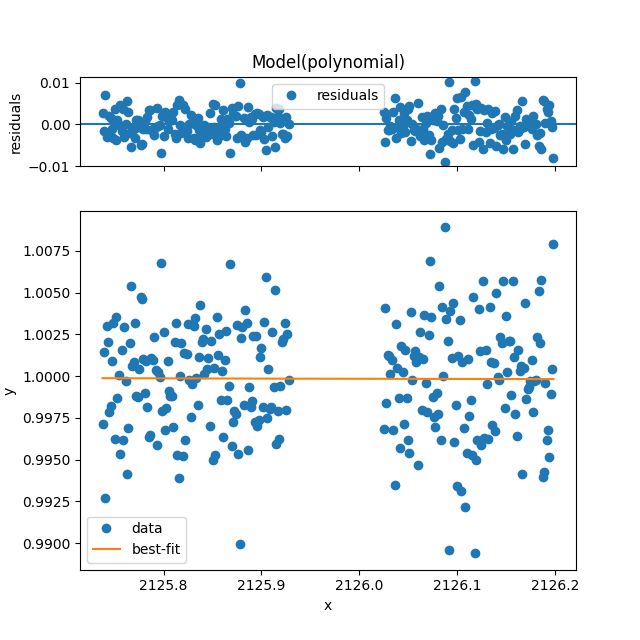 Model(polynomial)
residuals
0.01
0.00
−0.01
residuals
y
1.0075
1.0050
1.0025
1.0000
0.9975
0.9950
0.9925
0.9900
data
best-fit
2125.8 2125.9 2126.0 2126.1 2126.2
x